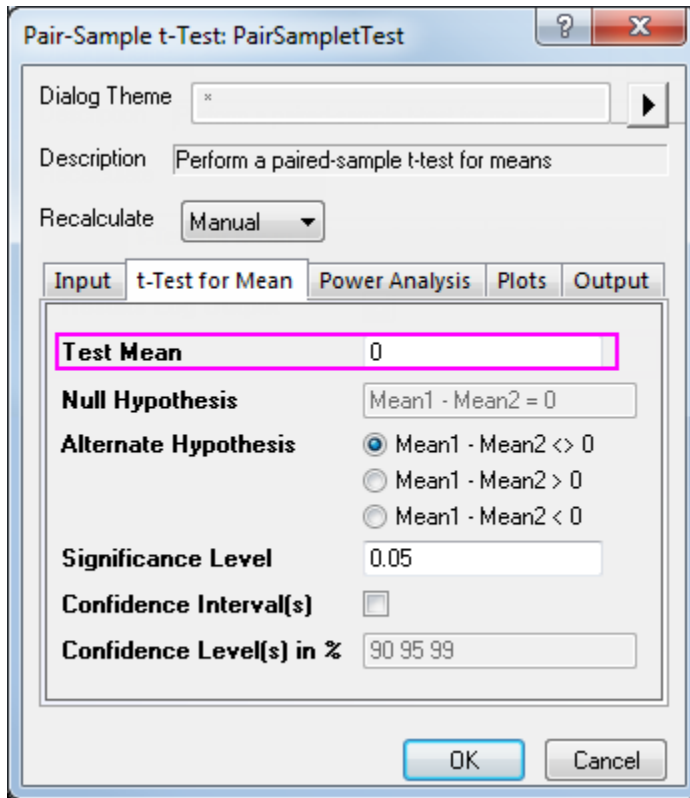 Pair-Sample t-Test: PairSampletTest
Dialog Theme *
Description Perform a paired-sample t-test for means
Recalculate Manual
Input t-Test for Mean Power Analysis Plots Output
Test Mean 0
Null Hypothesis Mean1 - Mean2 = 0
Alternate Hypothesis Mean1 - Mean2 <> 0
Mean1 - Mean2 > 0
Mean1 - Mean2 < 0
Significance Level 0.05
Confidence Interval(s)
Confidence Level(s) in % 90 95 99
OK Cancel